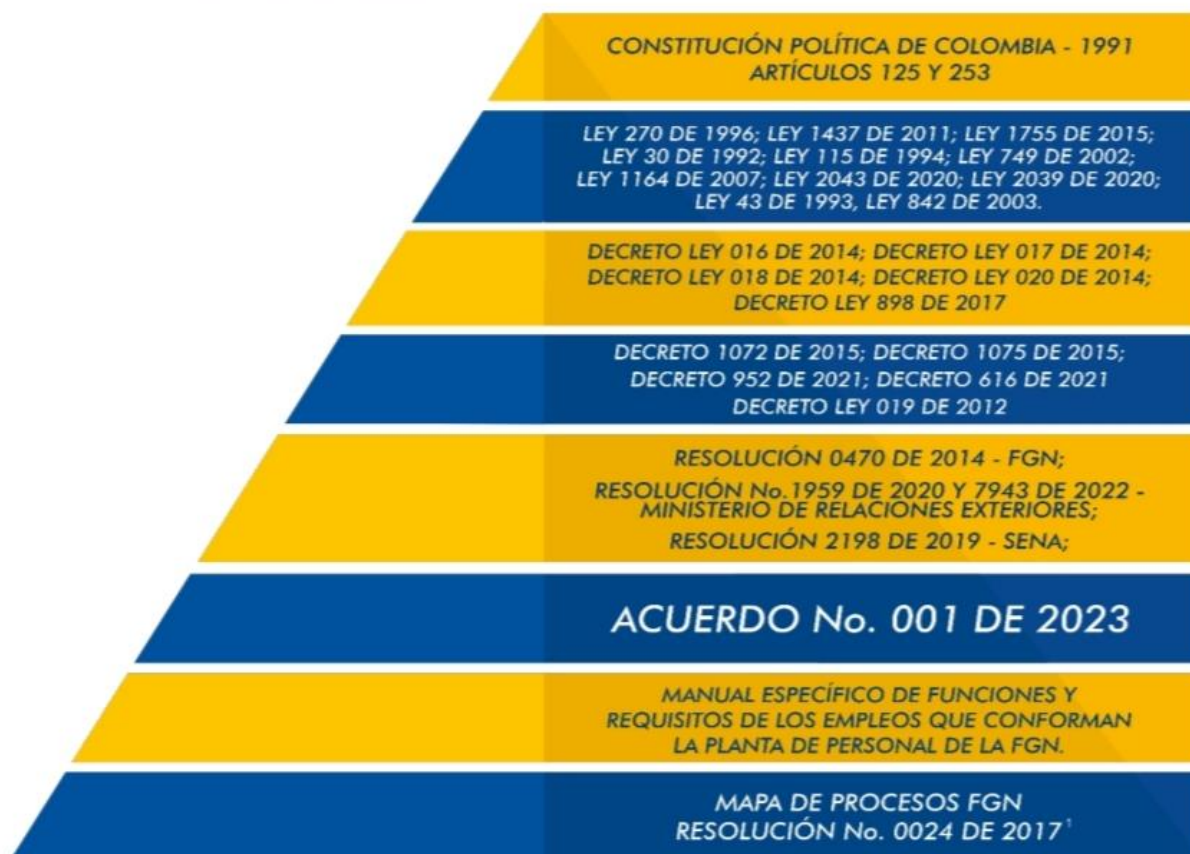 CONSTITUCIÓN POLÍTICA DE COLOMBIA - 1991
ARTÍCULOS 125 Y 253
LEY 270 DE 1996; LEY 1437 DE 2011; LEY 1755 DE 2015;
LEY 30 DE 1992; LEY 115 DE 1994; LEY 749 DE 2002;
LEY 1164 DE 2007; LEY 2043 DE 2020; LEY 2039 DE 2020;
LEY 43 DE 1993, LEY 842 DE 2003.
DECRETO LEY 016 DE 2014; DECRETO LEY 017 DE 2014;
DECRETO LEY 018 DE 2014; DECRETO LEY 020 DE 2014;
DECRETO LEY 898 DE 2017
DECRETO 1072 DE 2015; DECRETO 1075 DE 2015;
DECRETO 952 DE 2021; DECRETO 616 DE 2021
DECRETO LEY 019 DE 2012
RESOLUCIÓN 0470 DE 2014 - FGN;
RESOLUCIÓN No.1959 DE 2020 Y 7943 DE 2022 -
MINISTERIO DE RELACIONES EXTERIORES;
RESOLUCIÓN 2198 DE 2019 - SENA;
ACUERDO No. 001 DE 2023
MANUAL ESPECÍFICO DE FUNCIONES Y
REQUISITOS DE LOS EMPLEOS QUE CONFORMAN
LA PLANTA DE PERSONAL DE LA FGN.
MAPA DE PROCESOS FGN
RESOLUCIÓN No. 0024 DE 2017¹